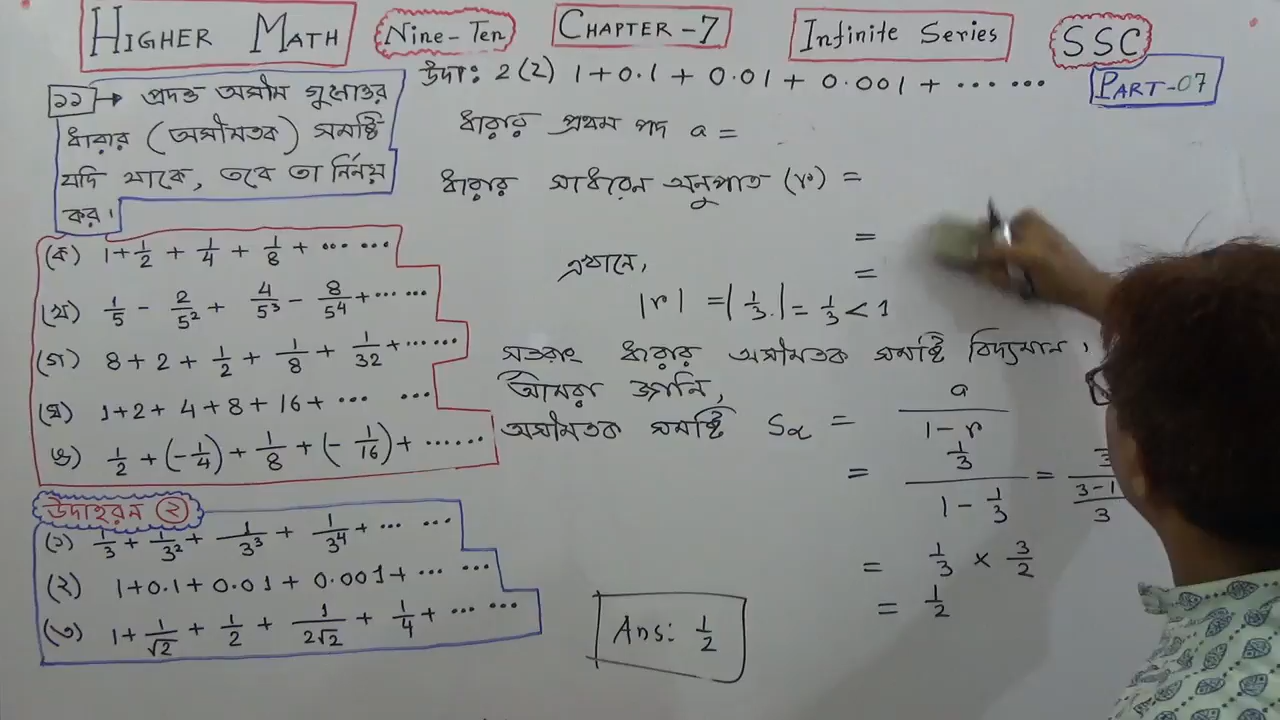 HIGHER MATH
Nine-Ten
CHAPTER-7
Infinite Series
SSC
PART-07
১১ → প্রদত্ত অসীম গুণোত্তর
ধারার (অসীমতক) সমষ্টি
যদি থাকে, তবে তা নির্নয়
কর।
(ক) 1 + 1/2 + 1/4 + 1/8 + ... ...
(খ) 1/5 - 2/5² + 4/5³ - 8/5⁴ + ... ...
(গ) 8 + 2 + 1/2 + 1/8 + 1/32 + ... ...
(ঘ) 1+2+4+8+16+ ... ...
(ঙ) 1/2 + (-1/4) + 1/8 + (-1/16) + ... ...
উদাহরন ২
(১) 1/3 + 1/3² + 1/3³ + 1/3⁴ + ... ...
(২) 1+0.1+0.01+0.001+ ... ...
(৩) 1 + 1/√2 + 1/2 + 1/2√2 + 1/4 + ... ...
উদা: 2(2) 1+0.1+0.01+0.001+ ... ...
ধারার প্রথম পদ a =
ধারার সাধারন অনুপাত (r) =
=
এখানে, =
|r| = |1/3| = 1/3 < 1
সুতরাং ধারার অসীমতক সমষ্টি বিদ্যমান।
আমরা জানি,
অসীমতক সমষ্টি S∝ = a/(1-r)
= (1/3)/(1 - 1/3) =
= 1/3 × 3/2
= 1/2
Ans: 1/2